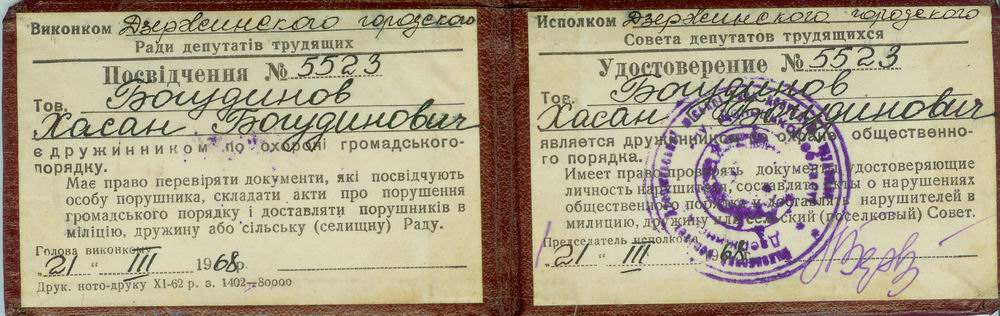 Виконком Дзержинского городского
Ради депутатів трудящих
Посвідчення № 5523
Тов. Богудинов
Хасан Богудинович
є дружинником по охороні громадського
порядку.
Має право перевіряти документи, які посвідчують
особу порушника, складати акти про порушення
громадського порядку і доставляти порушників в
міліцію, дружину або сільську (селищну) Раду.
Голова виконкому
21 " III 1968 р.
Друк. ното-друку XI-62 р. з. 1402—80000
Исполком Дзержинского городского
Совета депутатов трудящихся
Удостоверение № 5523
Тов. Богудинов
Хасан Богудинович
является дружинником по охране общественно-
го порядка.
Имеет право проверять документы, удостоверяющие
личность нарушителя, составлять акты о нарушениях
общественного порядка и доставлять нарушителей в
милицию, дружину или сельский (поселковый) Совет.
Председатель исполкома
21 " III 1968 г.